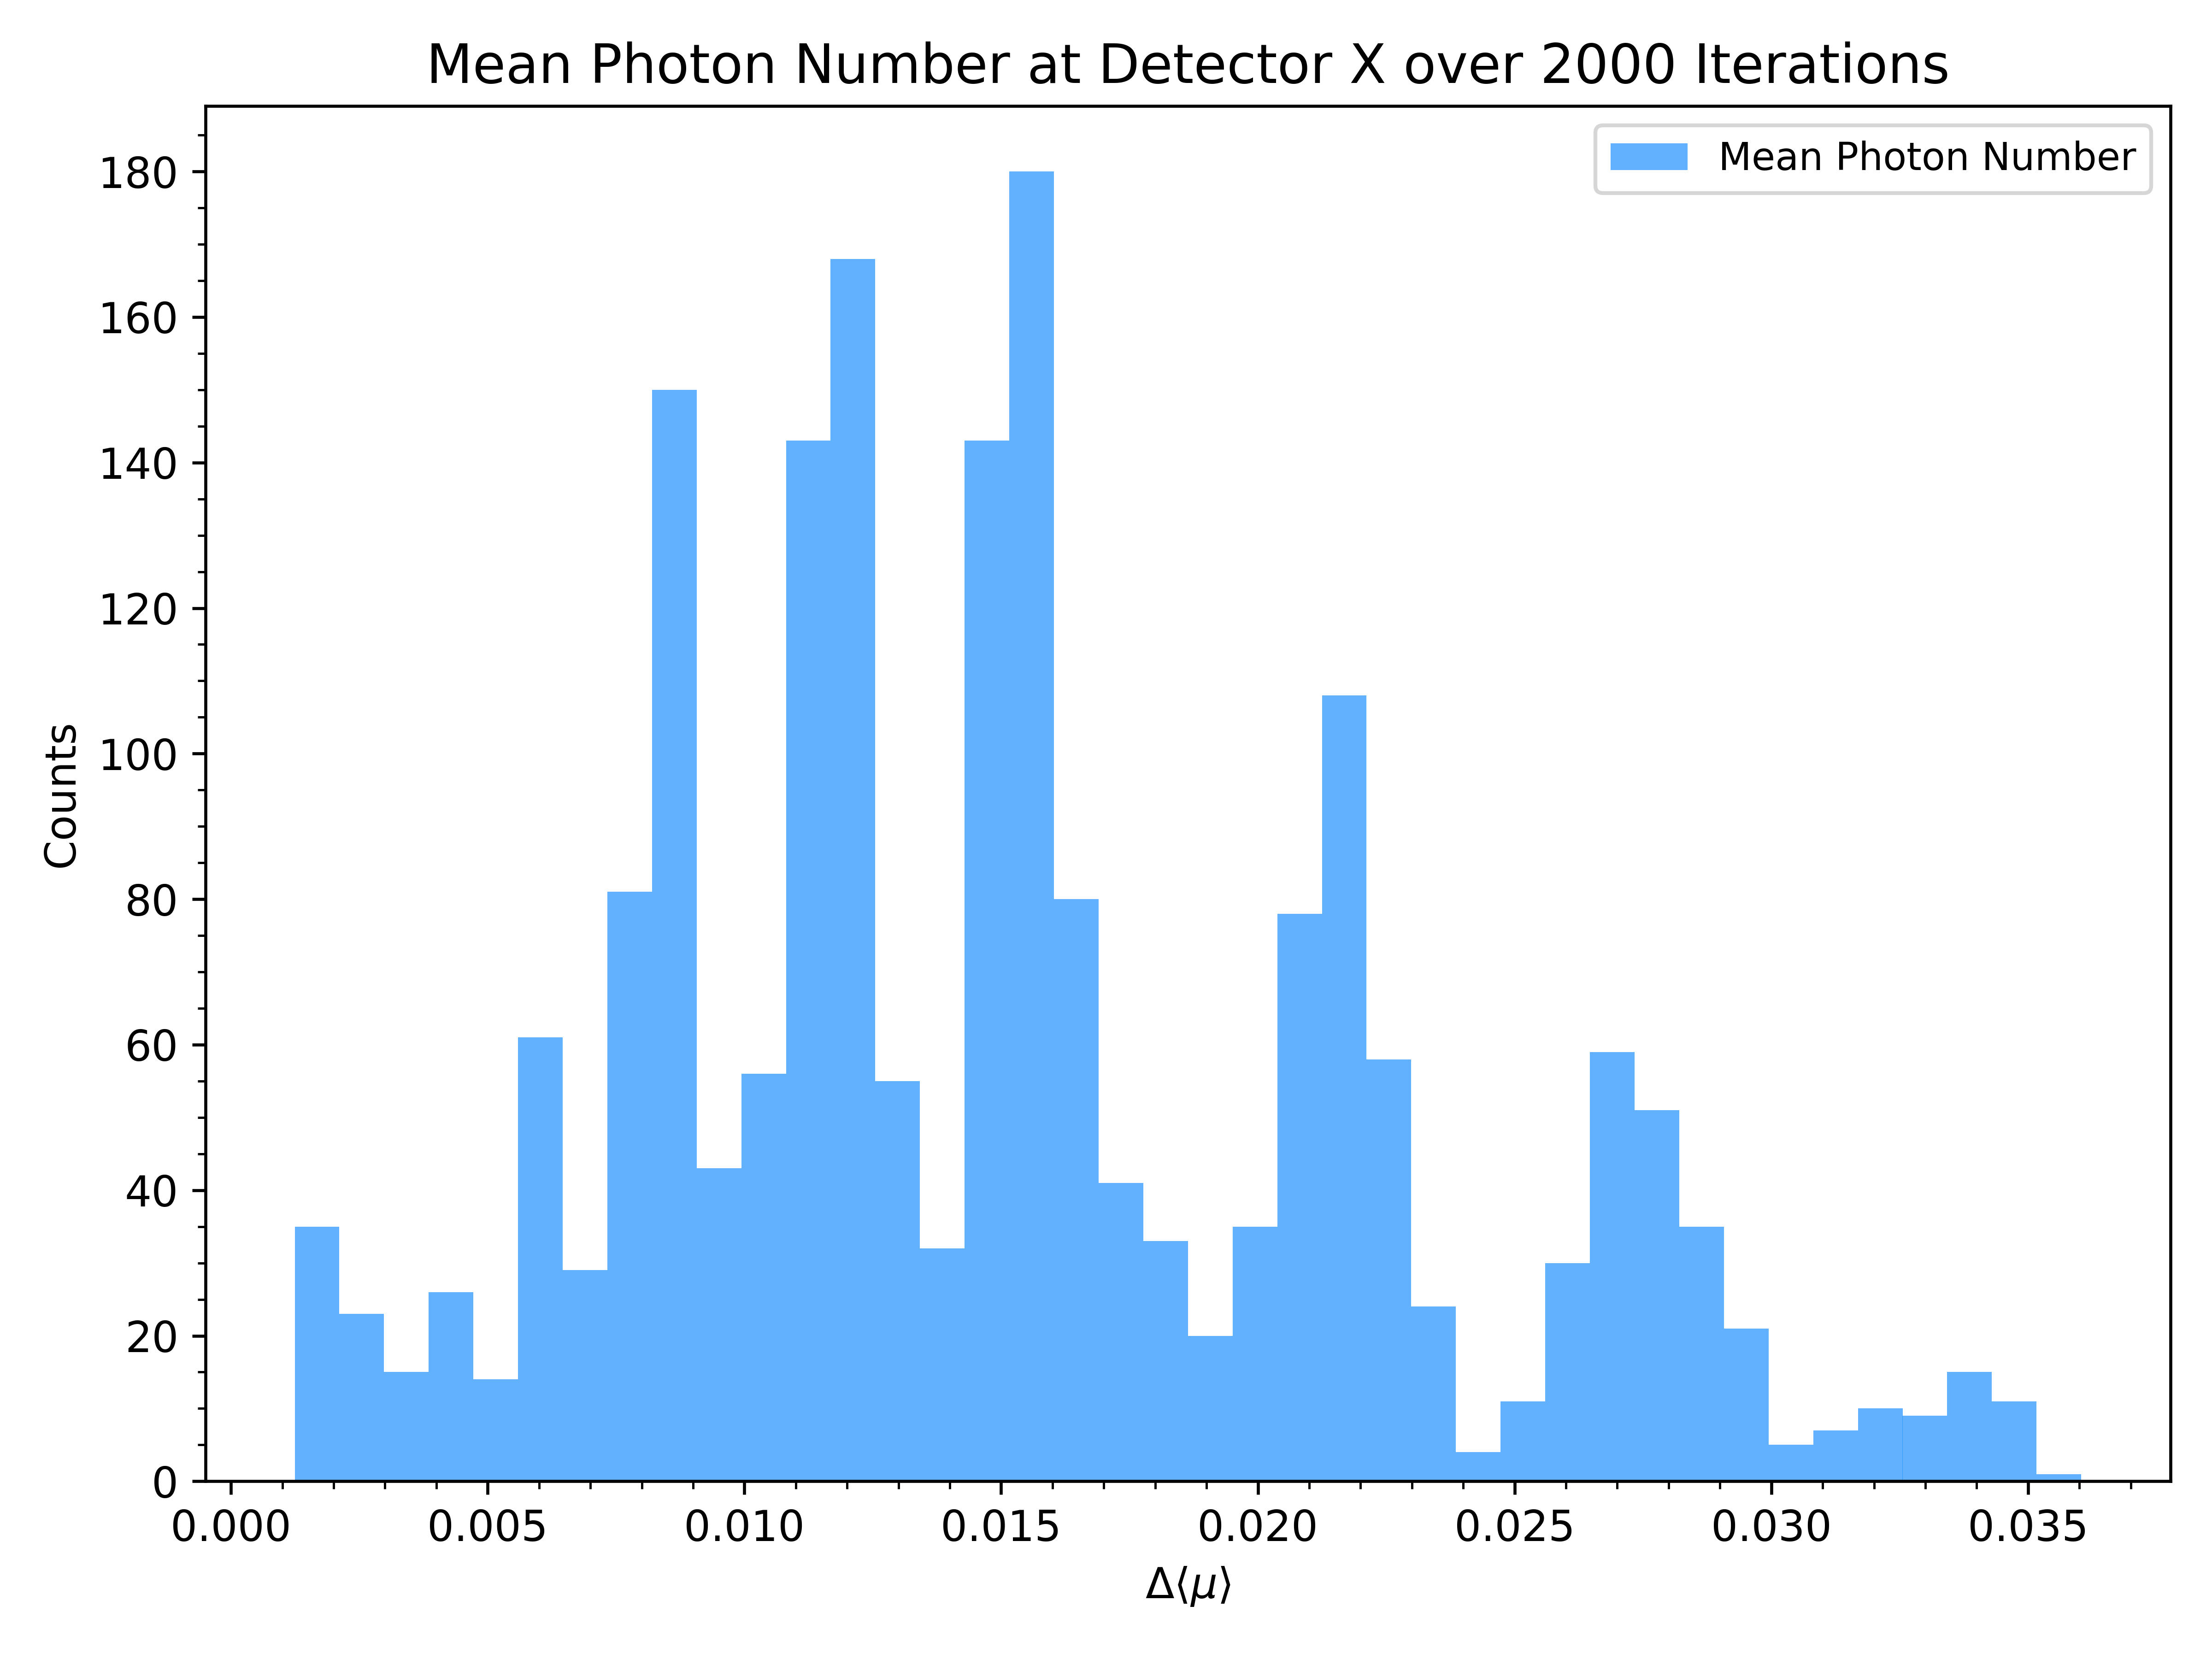 Mean Photon Number at Detector X over 2000 Iterations
Mean Photon Number
180
160
140
120
100
80
60
40
20
0
Counts
0.000 0.005 0.010 0.015 0.020 0.025 0.030 0.035
Δ⟨μ⟩